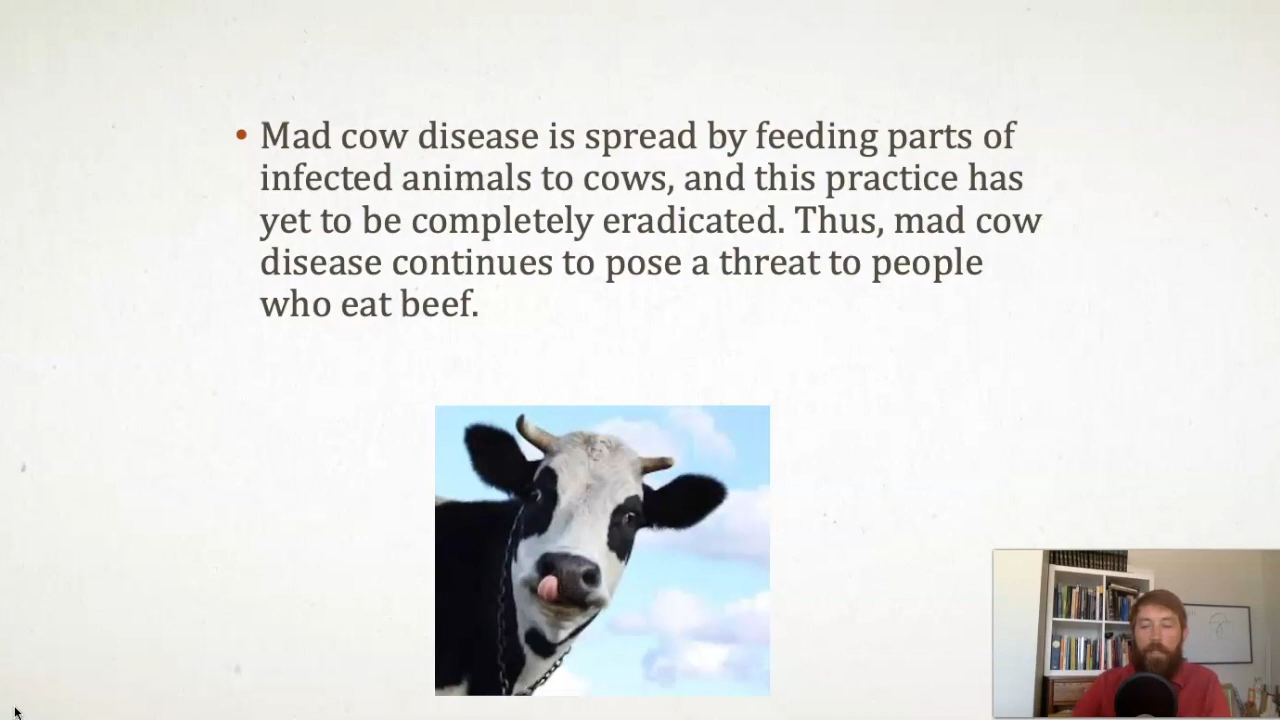 • Mad cow disease is spread by feeding parts of
infected animals to cows, and this practice has
yet to be completely eradicated. Thus, mad cow
disease continues to pose a threat to people
who eat beef.